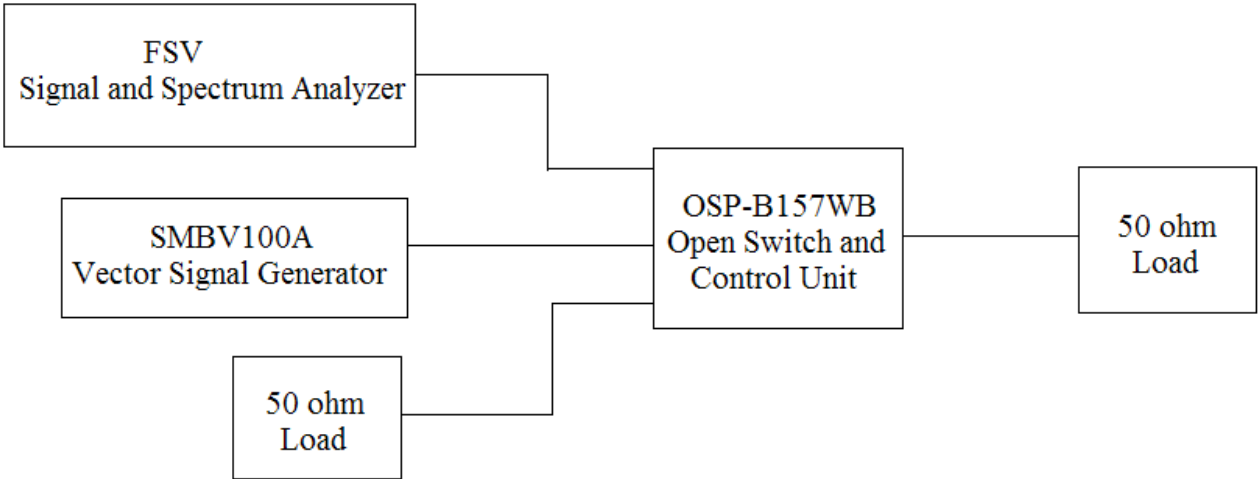 FSV
Signal and Spectrum Analyzer
SMBV100A
Vector Signal Generator
50 ohm
Load
OSP-B157WB
Open Switch and
Control Unit
50 ohm
Load